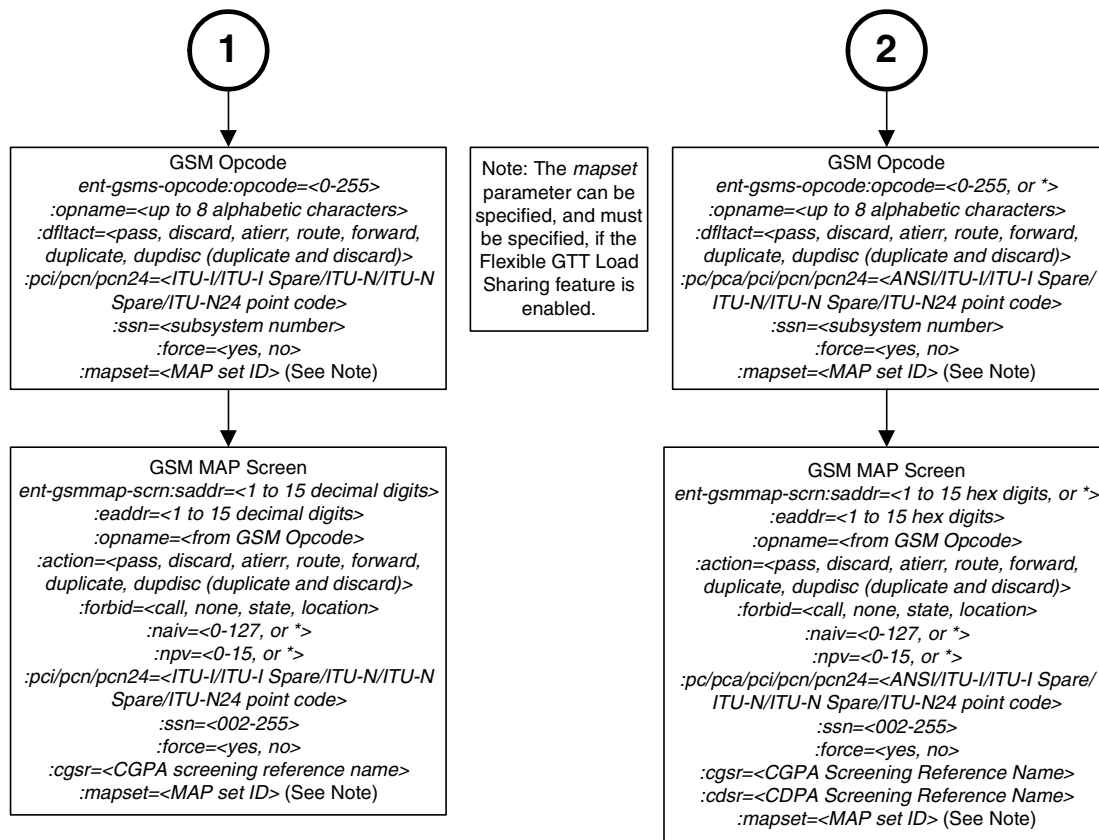 1
GSM Opcode
ent-gsms-opcode:opcode=<0-255>
:opname=<up to 8 alphabetic characters>
:dfltact=<pass, discard, atierr, route, forward,
duplicate, dupdisc (duplicate and discard)>
:pci/pcn/pcn24=<ITU-I/ITU-I Spare/ITU-N/ITU-N
Spare/ITU-N24 point code>
:ssn=<subsystem number>
:force=<yes, no>
:mapset=<MAP set ID> (See Note)
GSM MAP Screen
ent-gsmmap-scrn:saddr=<1 to 15 decimal digits>
:eaddr=<1 to 15 decimal digits>
:opname=<from GSM Opcode>
:action=<pass, discard, atierr, route, forward,
duplicate, dupdisc (duplicate and discard)>
:forbid=<call, none, state, location>
:naiv=<0-127, or *>
:npv=<0-15, or *>
:pci/pcn/pcn24=<ITU-I/ITU-I Spare/ITU-N/ITU-N
Spare/ITU-N24 point code>
:ssn=<002-255>
:force=<yes, no>
:cgsr=<CGPA screening reference name>
:mapset=<MAP set ID> (See Note)
Note: The mapset
parameter can be
specified, and must
be specified, if the
Flexible GTT Load
Sharing feature is
enabled.
2
GSM Opcode
ent-gsms-opcode:opcode=<0-255, or *>
:opname=<up to 8 alphabetic characters>
:dfltact=<pass, discard, atierr, route, forward,
duplicate, dupdisc (duplicate and discard)>
:pc/pca/pci/pcn/pcn24=<ANSI/ITU-I/ITU-I Spare/
ITU-N/ITU-N Spare/ITU-N24 point code>
:ssn=<subsystem number>
:force=<yes, no>
:mapset=<MAP set ID> (See Note)
GSM MAP Screen
ent-gsmmap-scrn:saddr=<1 to 15 hex digits, or *>
:eaddr=<1 to 15 hex digits>
:opname=<from GSM Opcode>
:action=<pass, discard, atierr, route, forward,
duplicate, dupdisc (duplicate and discard)>
:forbid=<call, none, state, location>
:naiv=<0-127, or *>
:npv=<0-15, or *>
:pc/pca/pci/pcn/pcn24=<ANSI/ITU-I/ITU-I Spare/
ITU-N/ITU-N Spare/ITU-N24 point code>
:ssn=<002-255>
:force=<yes, no>
:cgsr=<CGPA Screening Reference Name>
:cdsr=<CDPA Screening Reference Name>
:mapset=<MAP set ID> (See Note)